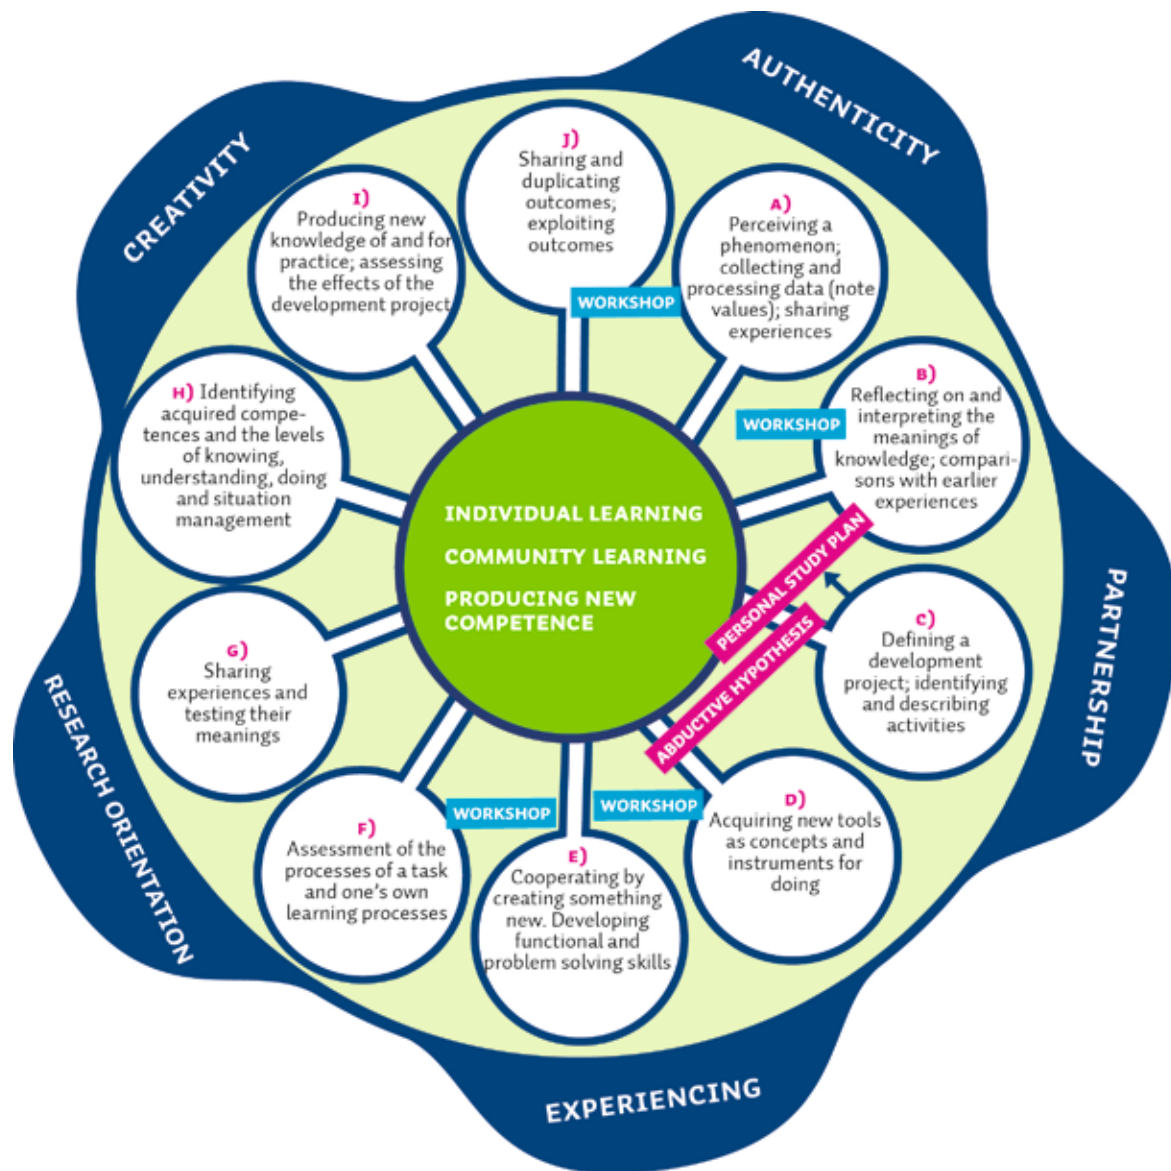 AUTHENTICITY
CREATIVITY
PARTNERSHIP
RESEARCH ORIENTATION
EXPERIENCING
J)
Sharing and
duplicating
outcomes;
exploiting
outcomes
WORKSHOP
A)
Perceiving a
phenomenon;
collecting and
processing data (note
values); sharing
experiences
WORKSHOP
B)
Reflecting on and
interpreting the
meanings of
knowledge; compari-
sons with earlier
experiences
PERSONAL STUDY PLAN
ABDUCTIVE HYPOTHESIS
C)
Defining a
development
project; identifying
and describing
activities
D)
Acquiring new tools
as concepts and
instruments for
doing
WORKSHOP
E)
Cooperating by
creating something
new. Developing
functional and
problem solving skills
WORKSHOP
F)
Assessment of the
processes of a task
and one's own
learning processes
G)
Sharing
experiences and
testing their
meanings
H) Identifying
acquired compe-
tences and the levels
of knowing,
understanding, doing
and situation
management
I)
Producing new
knowledge of and for
practice; assessing
the effects of the
development project
INDIVIDUAL LEARNING
COMMUNITY LEARNING
PRODUCING NEW
COMPETENCE